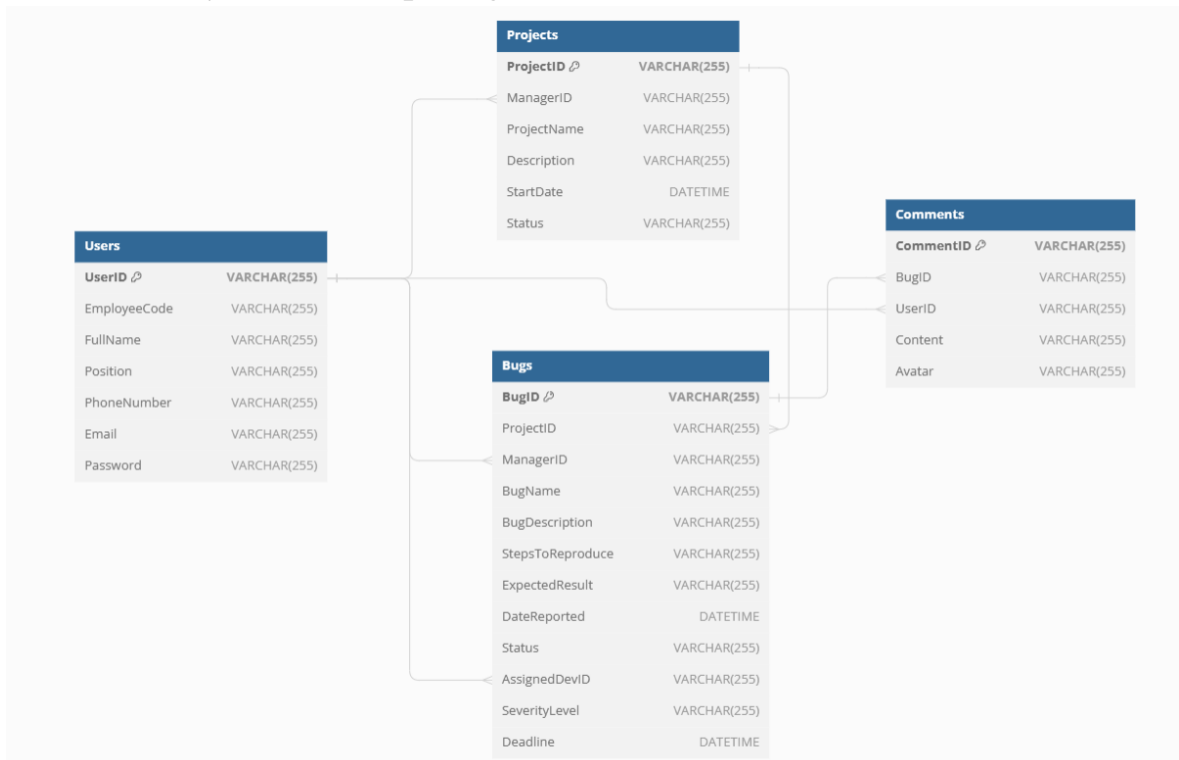 Projects
ProjectID VARCHAR(255)
ManagerID VARCHAR(255)
ProjectName VARCHAR(255)
Description VARCHAR(255)
StartDate DATETIME
Status VARCHAR(255)
Users
UserID VARCHAR(255)
EmployeeCode VARCHAR(255)
FullName VARCHAR(255)
Position VARCHAR(255)
PhoneNumber VARCHAR(255)
Email VARCHAR(255)
Password VARCHAR(255)
Comments
CommentID VARCHAR(255)
BugID VARCHAR(255)
UserID VARCHAR(255)
Content VARCHAR(255)
Avatar VARCHAR(255)
Bugs
BugID VARCHAR(255)
ProjectID VARCHAR(255)
ManagerID VARCHAR(255)
BugName VARCHAR(255)
BugDescription VARCHAR(255)
StepsToReproduce VARCHAR(255)
ExpectedResult VARCHAR(255)
DateReported DATETIME
Status VARCHAR(255)
AssignedDevID VARCHAR(255)
SeverityLevel VARCHAR(255)
Deadline DATETIME